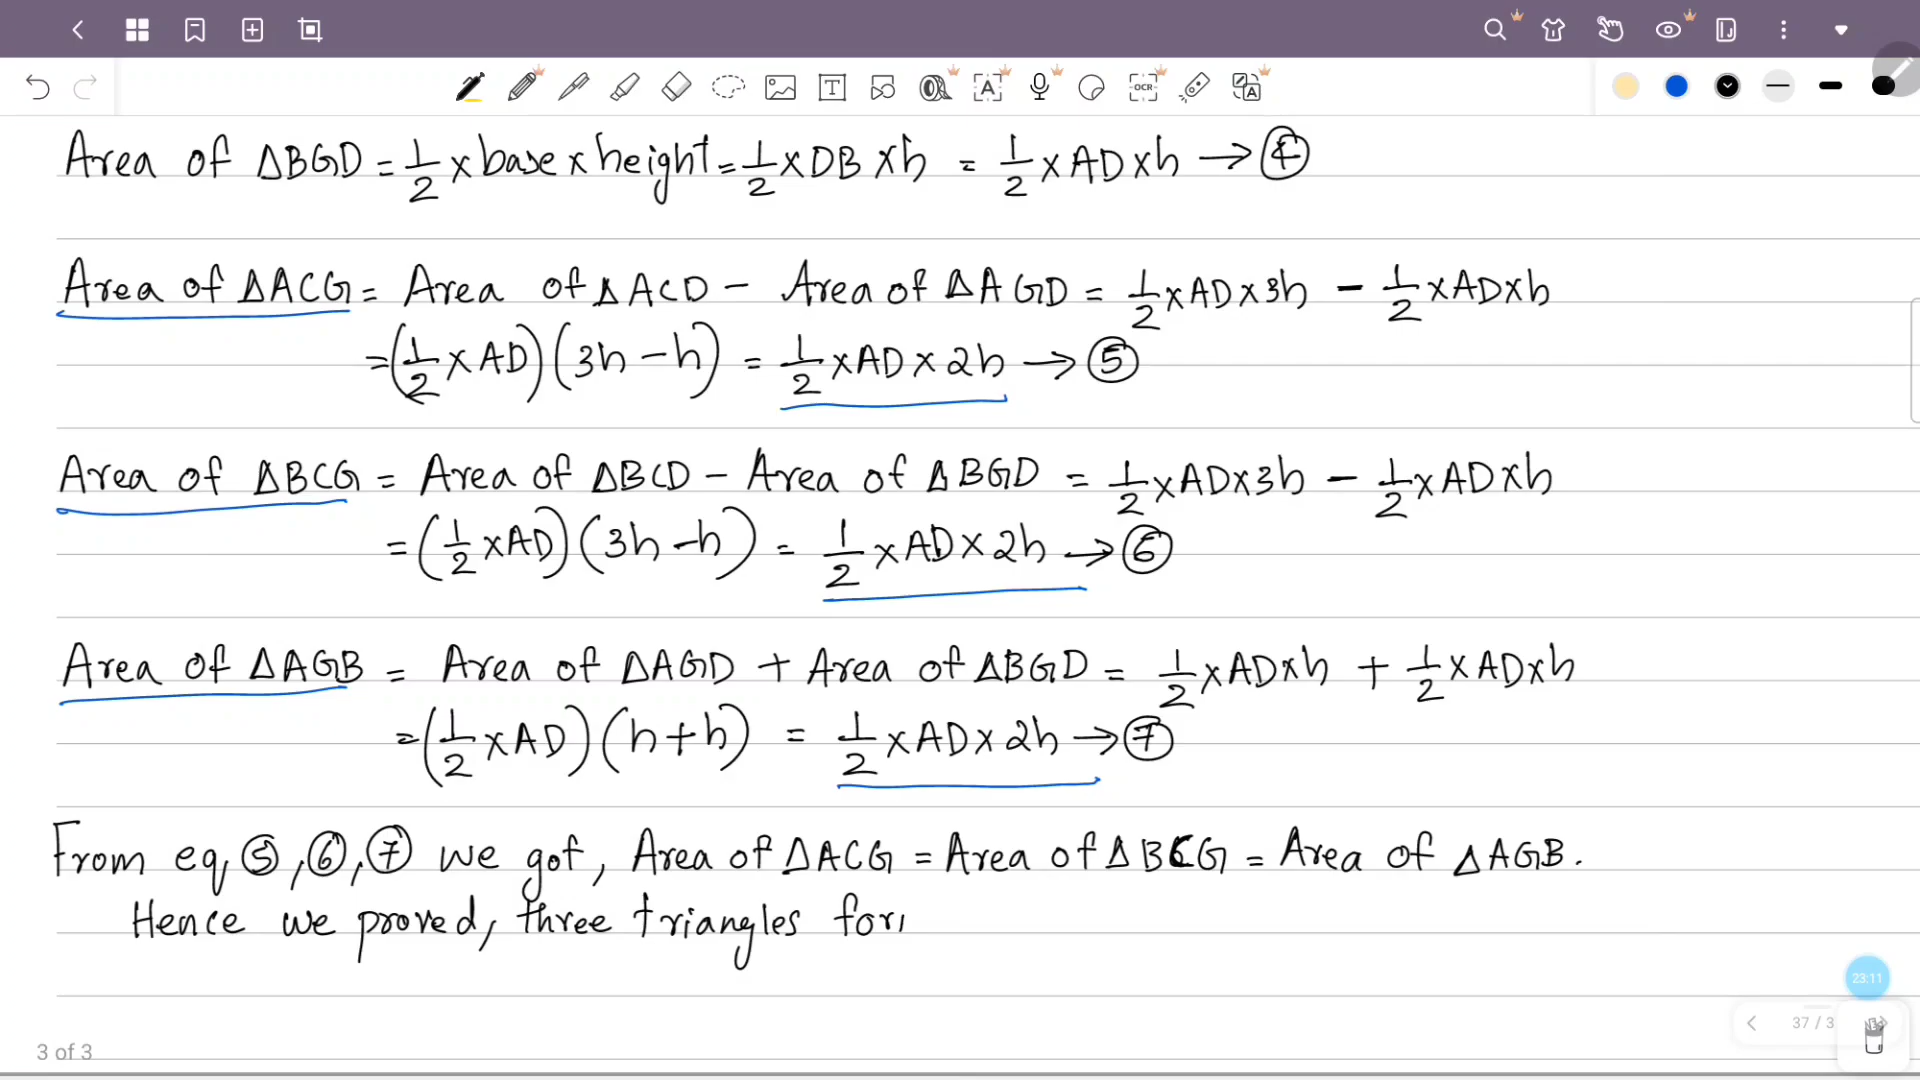 Area of ΔBGD = 1/2 × base × height = 1/2 × DB × h = 1/2 × AD × h → ④
Area of ΔACG = Area of ΔACD - Area of ΔAGD = 1/2 × AD × 3h - 1/2 × AD × h
= (1/2 × AD) (3h - h) = 1/2 × AD × 2h → ⑤
Area of ΔBCG = Area of ΔBCD - Area of ΔBGD = 1/2 × AD × 3h - 1/2 × AD × h
= (1/2 × AD) (3h - h) = 1/2 × AD × 2h → ⑥
Area of ΔAGB = Area of ΔAGD + Area of ΔBGD = 1/2 × AD × h + 1/2 × AD × h
= (1/2 × AD) (h + h) = 1/2 × AD × 2h → ⑦
From eq, ⑤, ⑥, ⑦ we got, Area of ΔACG = Area of ΔBCG = Area of ΔAGB.
Hence we proved, three triangles for
23:11
37 / 3
3 of 3